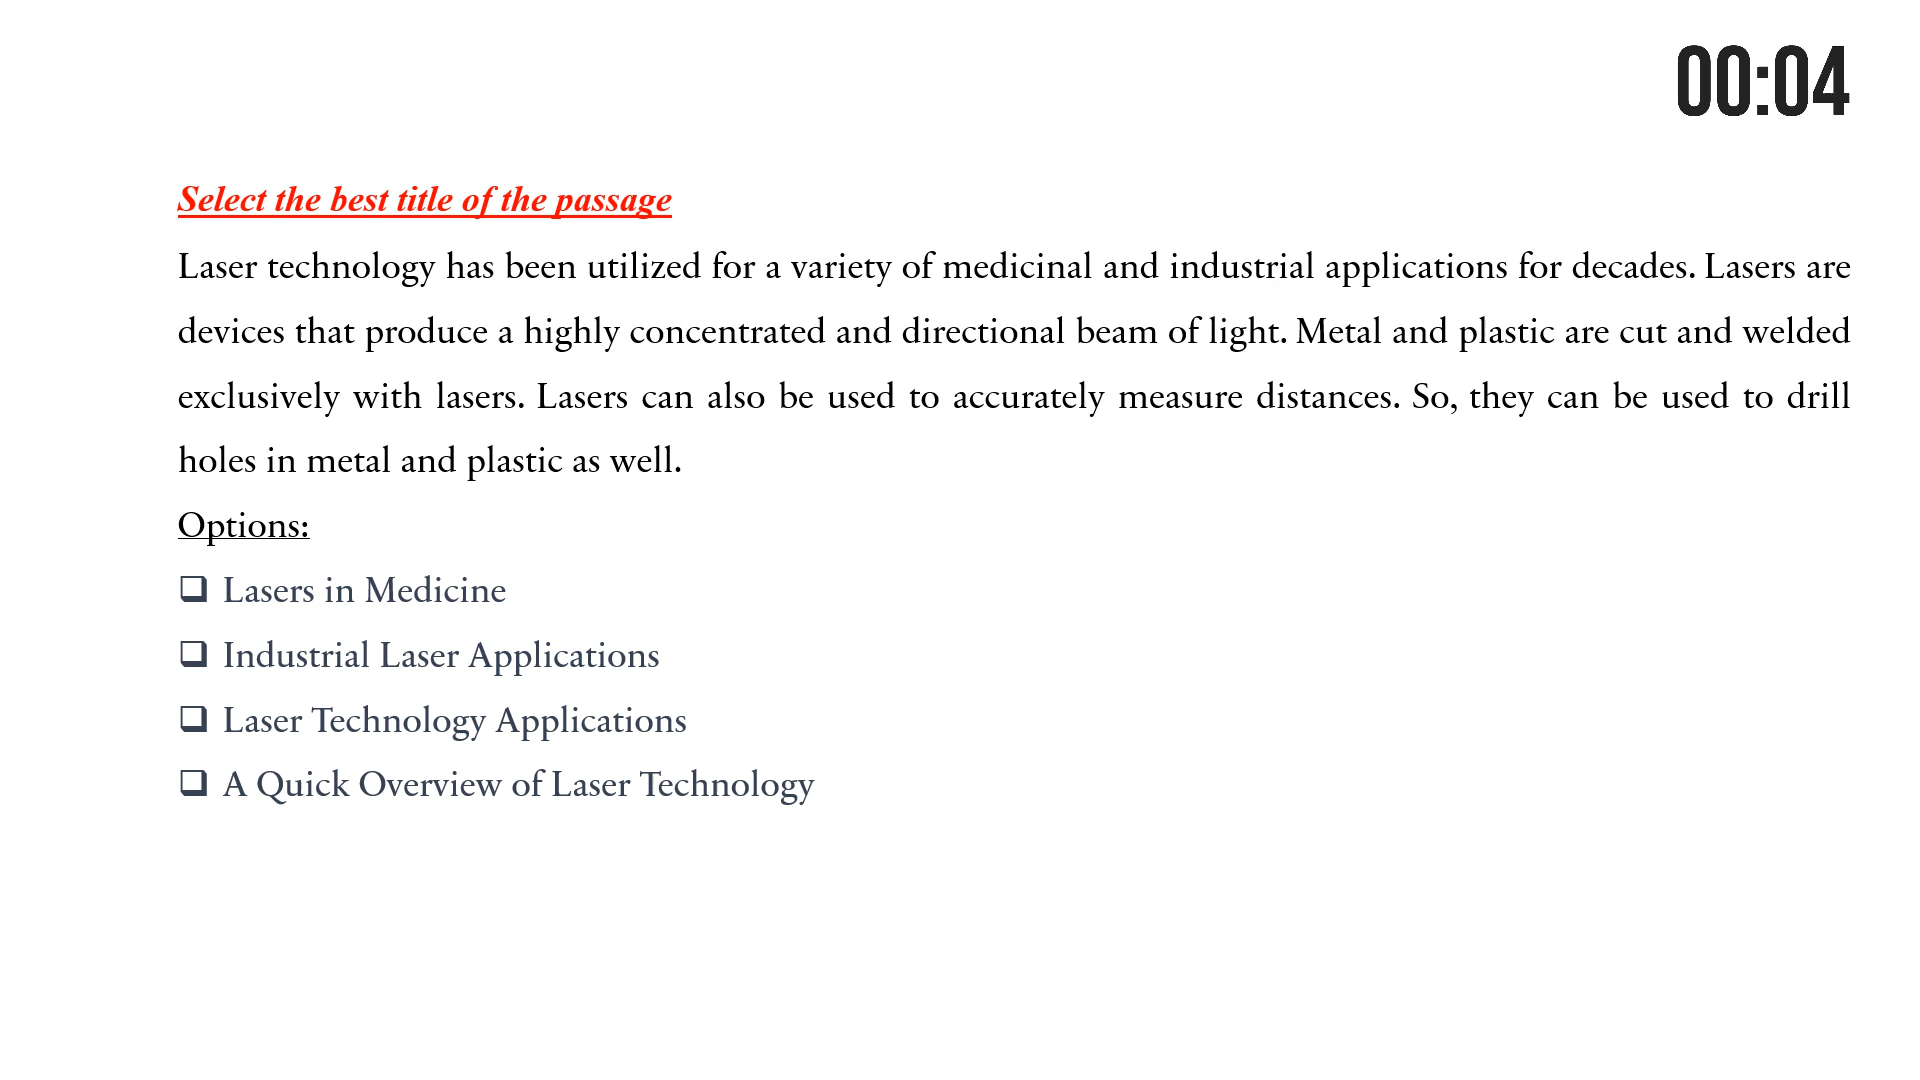 00:04
Select the best title of the passage
Laser technology has been utilized for a variety of medicinal and industrial applications for decades. Lasers are
devices that produce a highly concentrated and directional beam of light. Metal and plastic are cut and welded
exclusively with lasers. Lasers can also be used to accurately measure distances. So, they can be used to drill
holes in metal and plastic as well.
Options:
❑ Lasers in Medicine
❑ Industrial Laser Applications
❑ Laser Technology Applications
❑ A Quick Overview of Laser Technology